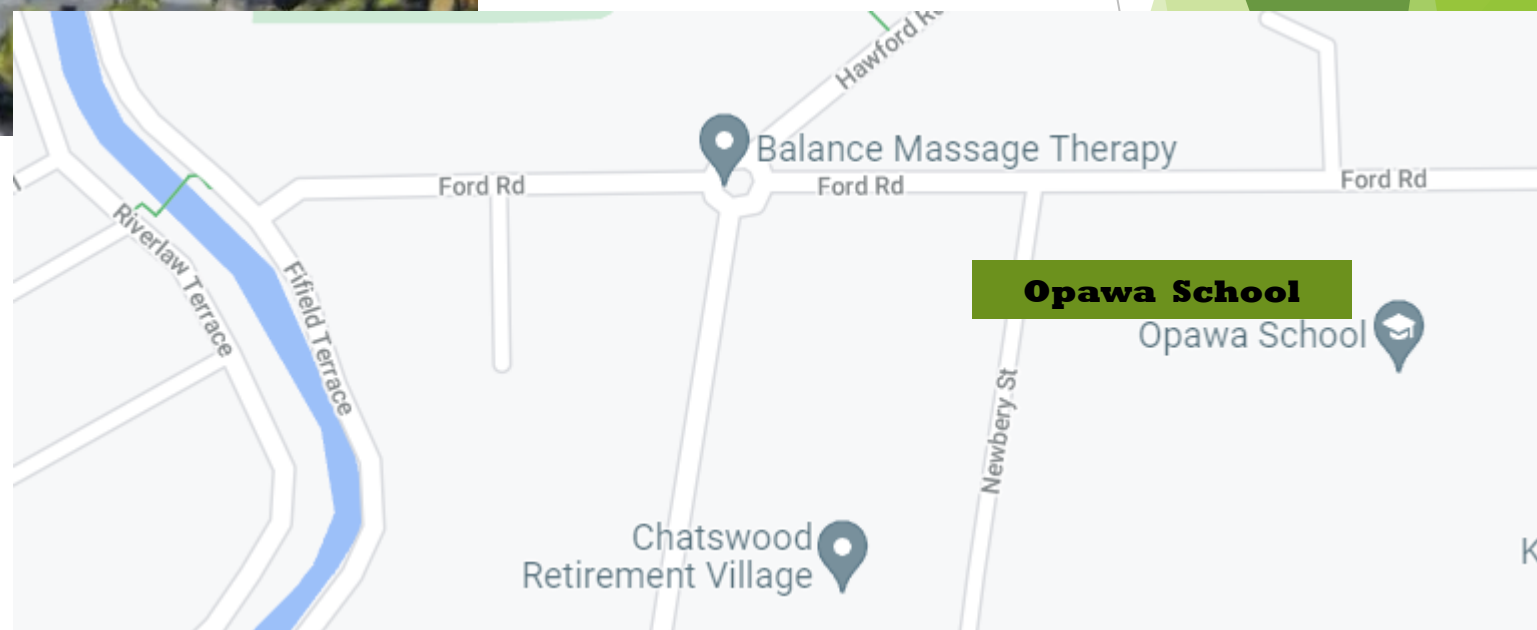 Hawford Rd
Balance Massage Therapy
Ford Rd
Ford Rd
Ford Rd
Riverlaw Terrace
Fifield Terrace
Opawa School
Opawa School
Newbery St
Chatswood
Retirement Village
K